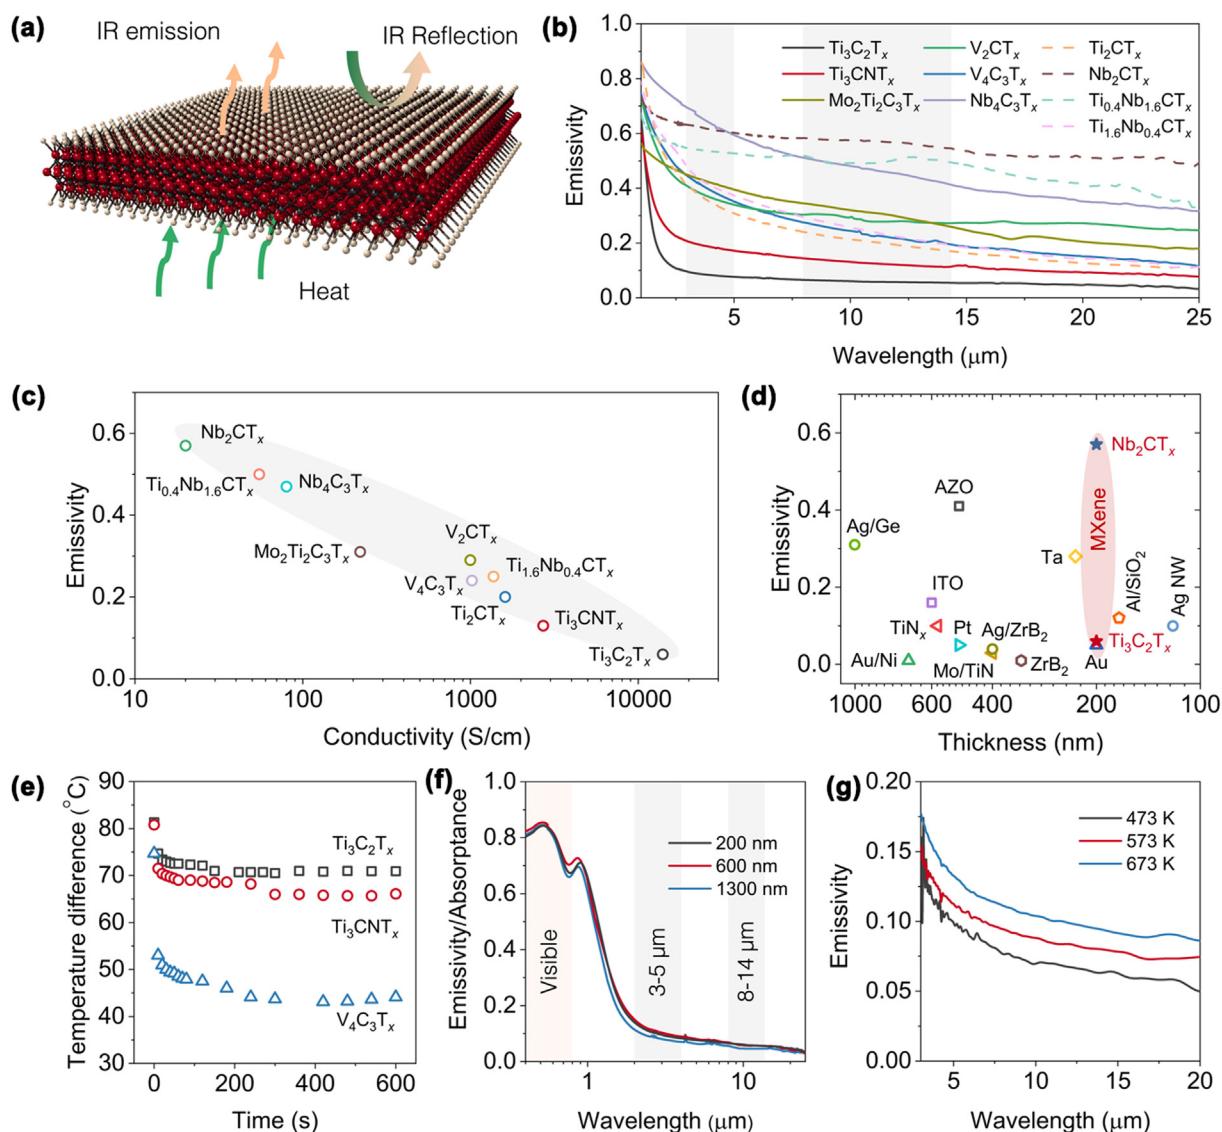 (a)
IR emission
IR Reflection
Heat
(b)
Emissivity
1.0
0.8
0.6
0.4
0.2
0.0
Ti₃C₂Tₓ
Ti₃CNTₓ
Mo₂Ti₂C₃Tₓ
V₂CTₓ
V₄C₃Tₓ
Nb₄C₃Tₓ
Ti₂CTₓ
Nb₂CTₓ
Ti₀.₄Nb₁.₆CTₓ
Ti₁.₆Nb₀.₄CTₓ
5 10 15 20 25
Wavelength (μm)
(c)
Emissivity
0.6
0.4
0.2
0.0
Nb₂CTₓ
Ti₀.₄Nb₁.₆CTₓ
Nb₄C₃Tₓ
Mo₂Ti₂C₃Tₓ
V₂CTₓ
V₄C₃Tₓ
Ti₁.₆Nb₀.₄CTₓ
Ti₂CTₓ
Ti₃CNTₓ
Ti₃C₂Tₓ
10 100 1000 10000
Conductivity (S/cm)
(d)
Emissivity
0.6
0.4
0.2
0.0
Nb₂CTₓ
AZO
Ag/Ge
MXene
Ta
ITO
Al/SiO₂
Ag NW
TiNₓ
Pt
Ag/ZrB₂
Ti₃C₂Tₓ
Au/Ni
Mo/TiN
ZrB₂
Au
1000 600 400 200 100
Thickness (nm)
(e)
Temperature difference (°C)
90
80
70
60
50
40
30
Ti₃C₂Tₓ
Ti₃CNTₓ
V₄C₃Tₓ
0 200 400 600
Time (s)
(f)
Emissivity/Absorptance
1.0
0.8
0.6
0.4
0.2
0.0
200 nm
600 nm
1300 nm
Visible
3-5 μm
8-14 μm
1 10
Wavelength (μm)
(g)
Emissivity
0.20
0.15
0.10
0.05
0.00
473 K
573 K
673 K
5 10 15 20
Wavelength (μm)